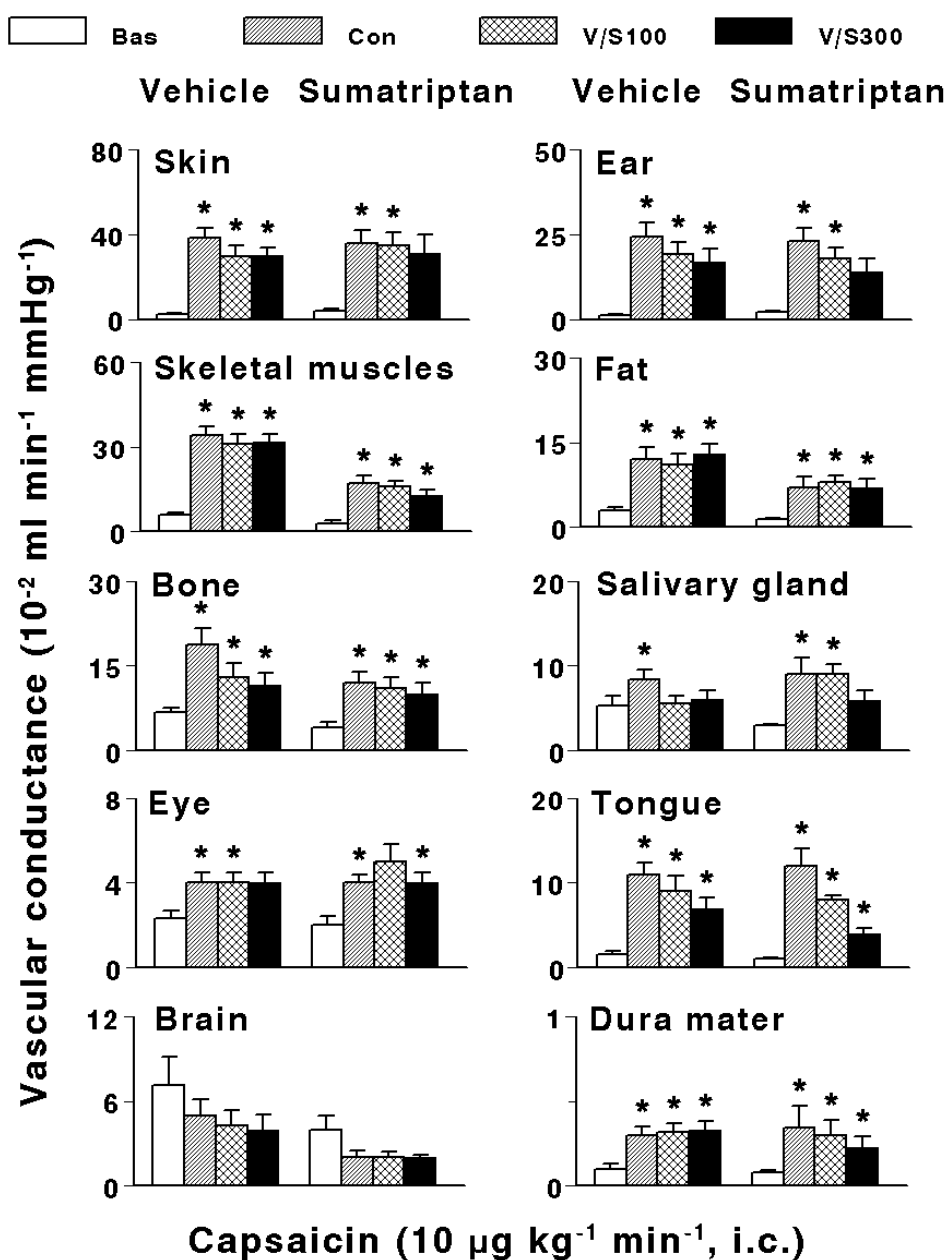 Bas Con V/S100 V/S300
Vehicle Sumatriptan Vehicle Sumatriptan
Vascular conductance (10⁻² ml min⁻¹ mmHg⁻¹)
Skin
80
40
0
* * * * *
Ear
50
25
0
* * * * *
Skeletal muscles
60
30
0
* * * * * *
Fat
30
15
0
* * * * * *
Bone
30
15
0
* * * * * *
Salivary gland
20
10
0
* * *
Eye
8
4
0
* * * *
Tongue
20
10
0
* * * * * *
Brain
12
6
0
Dura mater
1
0
* * * * * *
Capsaicin (10 µg kg⁻¹ min⁻¹, i.c.)